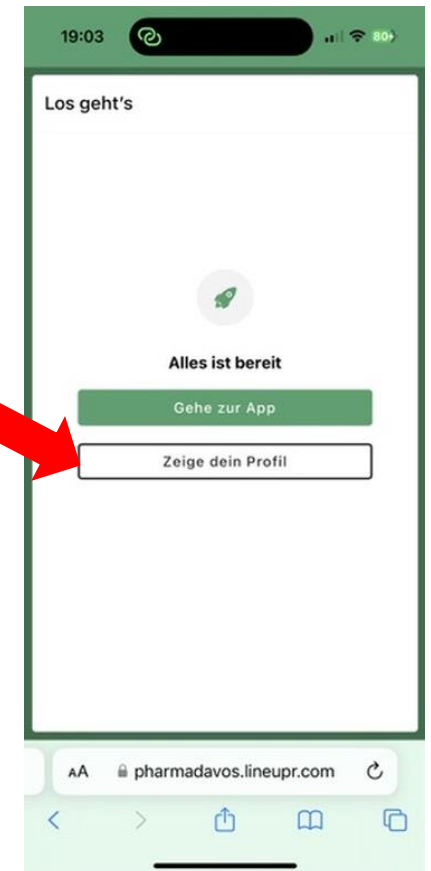 19:03
80
Los geht's
Alles ist bereit
Gehe zur App
Zeige dein Profil
AA pharmadavos.lineupr.com